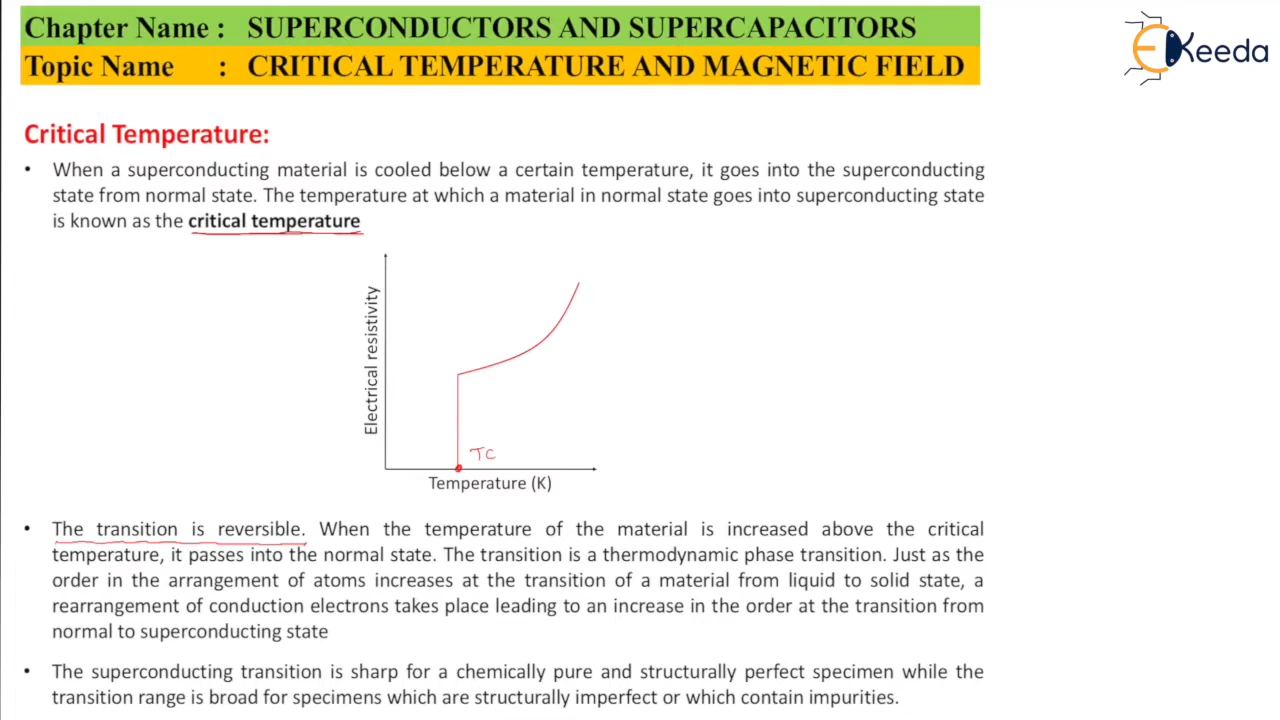 Chapter Name : SUPERCONDUCTORS AND SUPERCAPACITORS
Topic Name : CRITICAL TEMPERATURE AND MAGNETIC FIELD
EKeeda
Critical Temperature:
• When a superconducting material is cooled below a certain temperature, it goes into the superconducting
state from normal state. The temperature at which a material in normal state goes into superconducting state
is known as the critical temperature
Electrical resistivity
TC
Temperature (K)
• The transition is reversible. When the temperature of the material is increased above the critical
temperature, it passes into the normal state. The transition is a thermodynamic phase transition. Just as the
order in the arrangement of atoms increases at the transition of a material from liquid to solid state, a
rearrangement of conduction electrons takes place leading to an increase in the order at the transition from
normal to superconducting state
• The superconducting transition is sharp for a chemically pure and structurally perfect specimen while the
transition range is broad for specimens which are structurally imperfect or which contain impurities.